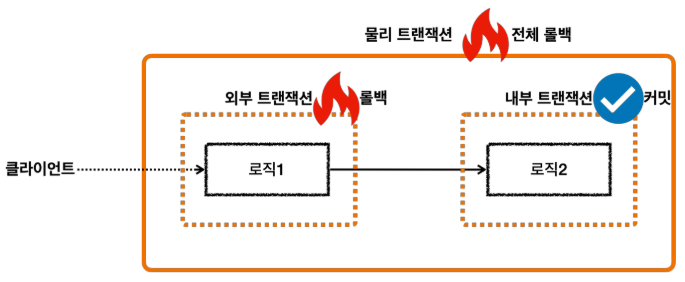 물리 트랜잭션 전체 롤백
외부 트랜잭션 롤백
내부 트랜잭션 커밋
클라이언트
로직1
로직2